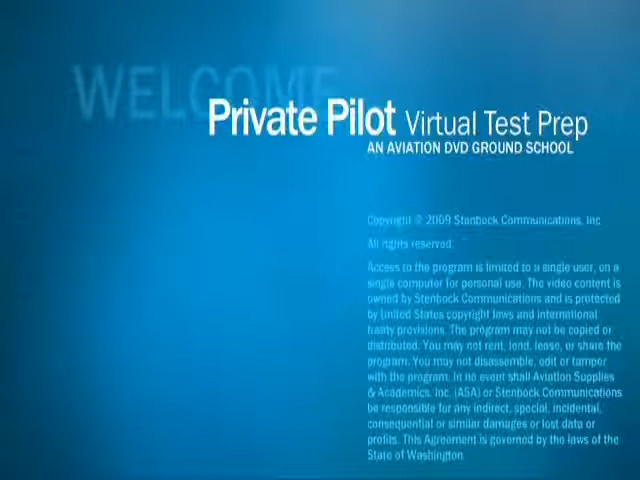 WELCOME
Private Pilot Virtual Test Prep
AN AVIATION DVD GROUND SCHOOL
Copyright © 2009 Stenbock Communications, Inc.
All rights reserved.
Access to the program is limited to a single user, on a
single computer for personal use. The video content is
owned by Stenbock Communications and is protected
by United States copyright laws and international
treaty provisions. The program may not be copied or
distributed. You may not rent, lend, lease, or share the
program. You may not disassemble, edit or tamper
with the program. In no event shall Aviation Supplies
& Academics, Inc. (ASA) or Stenbock Communications
be responsible for any indirect, special, incidental,
consequential or similar damages or lost data or
profits. This Agreement is governed by the laws of the
State of Washington.